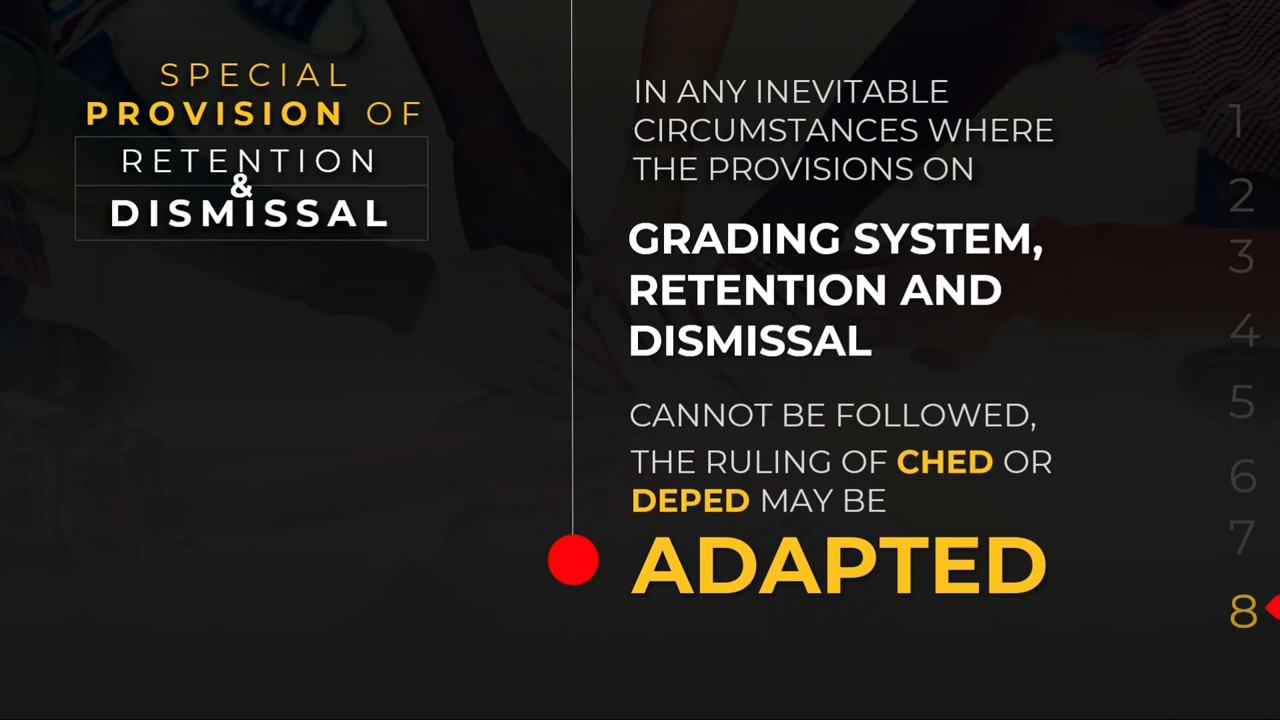 SPECIAL
PROVISION OF
RETENTION
&
DISMISSAL
IN ANY INEVITABLE
CIRCUMSTANCES WHERE
THE PROVISIONS ON
GRADING SYSTEM,
RETENTION AND
DISMISSAL
CANNOT BE FOLLOWED,
THE RULING OF CHED OR
DEPED MAY BE
ADAPTED
1
2
3
4
5
6
7
8